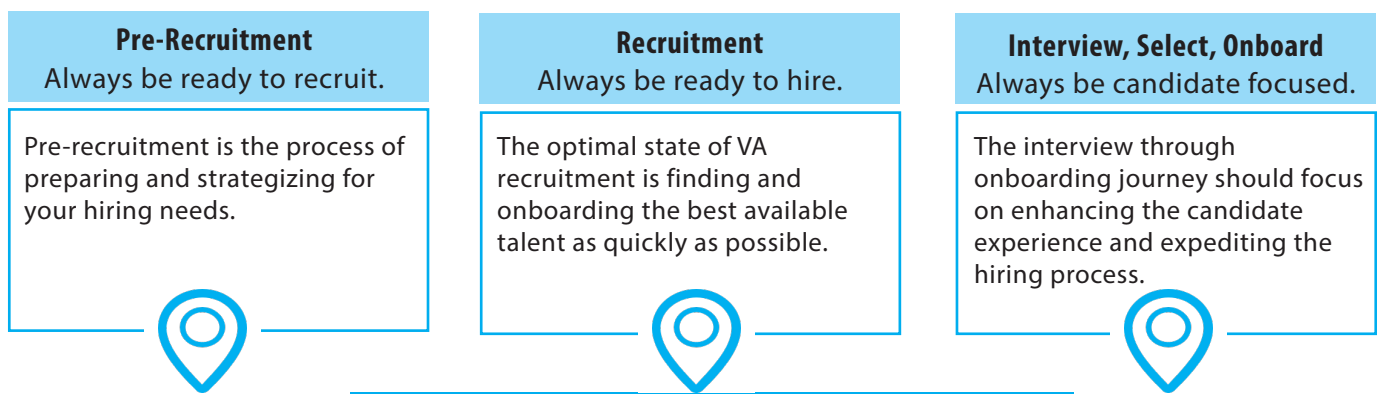 Pre-Recruitment
Always be ready to recruit.
Pre-recruitment is the process of
preparing and strategizing for
your hiring needs.
Recruitment
Always be ready to hire.
The optimal state of VA
recruitment is finding and
onboarding the best available
talent as quickly as possible.
Interview, Select, Onboard
Always be candidate focused.
The interview through
onboarding journey should focus
on enhancing the candidate
experience and expediting the
hiring process.